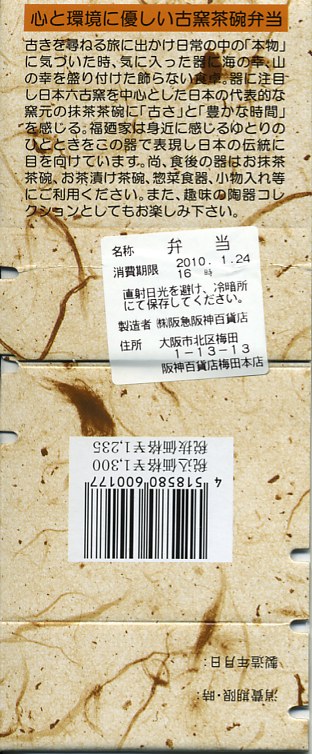 心と環境に優しい古窯茶碗弁当
古きを尋ねる旅に出かけ日常の中の「本物」
に気づいた時、気に入った器に海の幸、山
の幸を盛り付けた飾らない食卓。器に注目
し日本六古窯を中心とした日本の代表的な
窯元の抹茶茶碗に「古さ」と「豊かな時間」
を感じる。福廼家は身近に感じるゆとりの
ひとときをこの器で表現し日本の伝統に
目を向けています。尚、食後の器はお抹茶
茶碗、お茶漬け茶碗、惣菜食器、小物入れ等
にご利用ください。また、趣味の陶器コレ
クションとしてもお楽しみ下さい。
名称 弁当
消費期限 2010. 1.24
16 時
直射日光を避け、冷暗所
にて保存してください。
製造者 ㈱阪急阪神百貨店
住所 大阪市北区梅田
1-13-13
阪神百貨店梅田本店
4 518580 600177
税込価格¥1,300
税抜価格¥1,235
消費期限・時:
製造年月日: